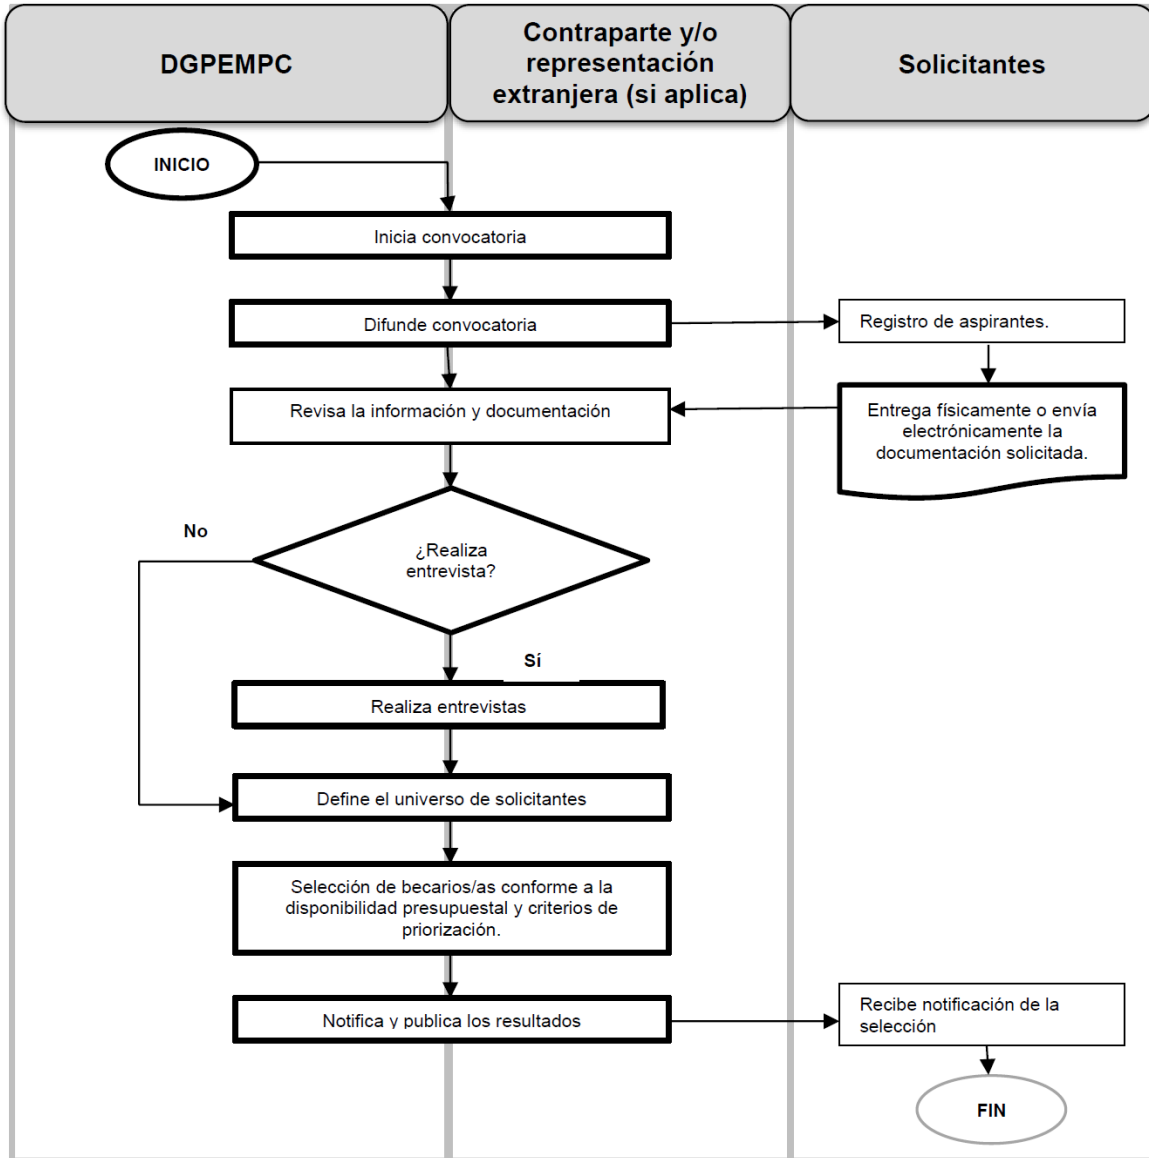 DGPEMPC
Contraparte y/o
representación
extranjera (si aplica)
Solicitantes
INICIO
Inicia convocatoria
Difunde convocatoria
Registro de aspirantes.
Revisa la información y documentación
Entrega físicamente o envía
electrónicamente la
documentación solicitada.
No
¿Realiza
entrevista?
Sí
Realiza entrevistas
Define el universo de solicitantes
Selección de becarios/as conforme a la
disponibilidad presupuestal y criterios de
priorización.
Notifica y publica los resultados
Recibe notificación de la
selección
FIN